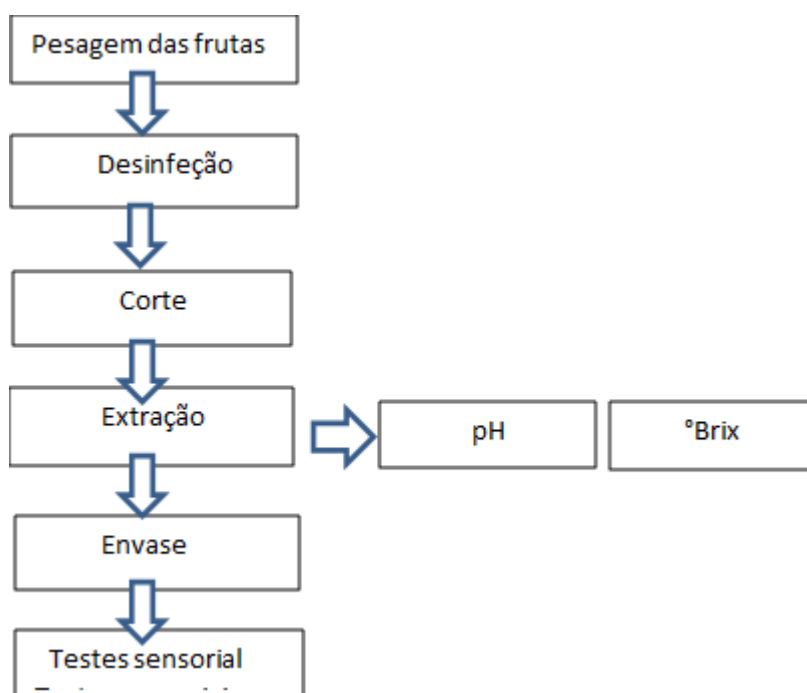 Pesagem das frutas
Desinfeção
Corte
Extração
pH
°Brix
Envase
Testes sensorial